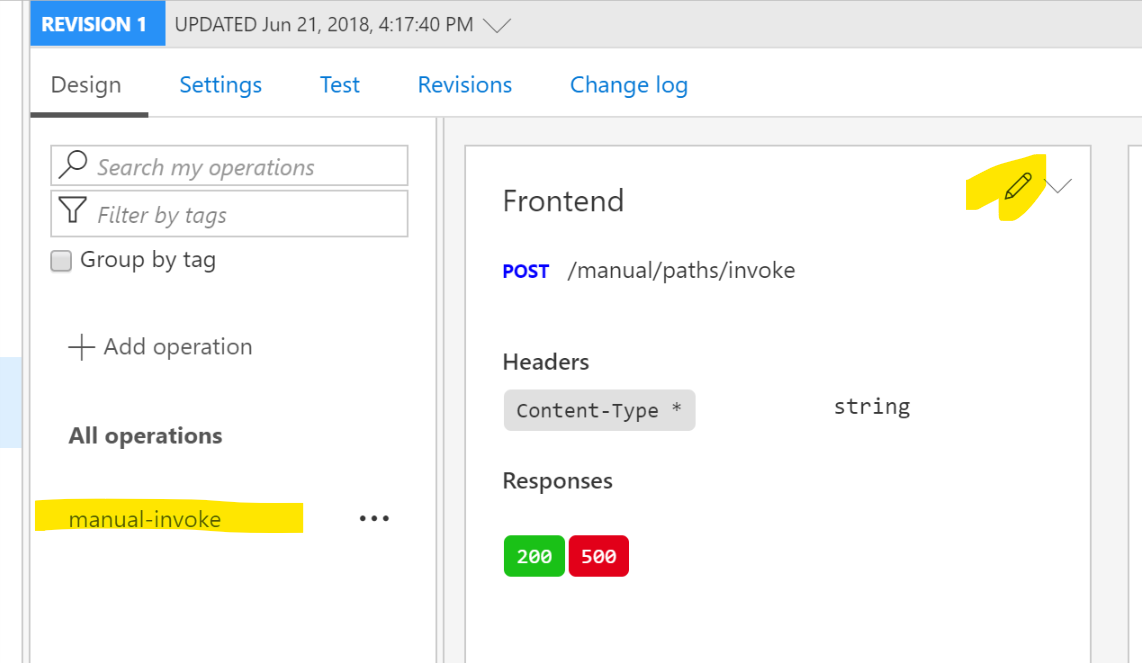 REVISION 1 UPDATED Jun 21, 2018, 4:17:40 PM
Design Settings Test Revisions Change log
Search my operations
Filter by tags
Group by tag
Add operation
All operations
manual-invoke
Frontend
POST /manual/paths/invoke
Headers
Content-Type * string
Responses
200 500